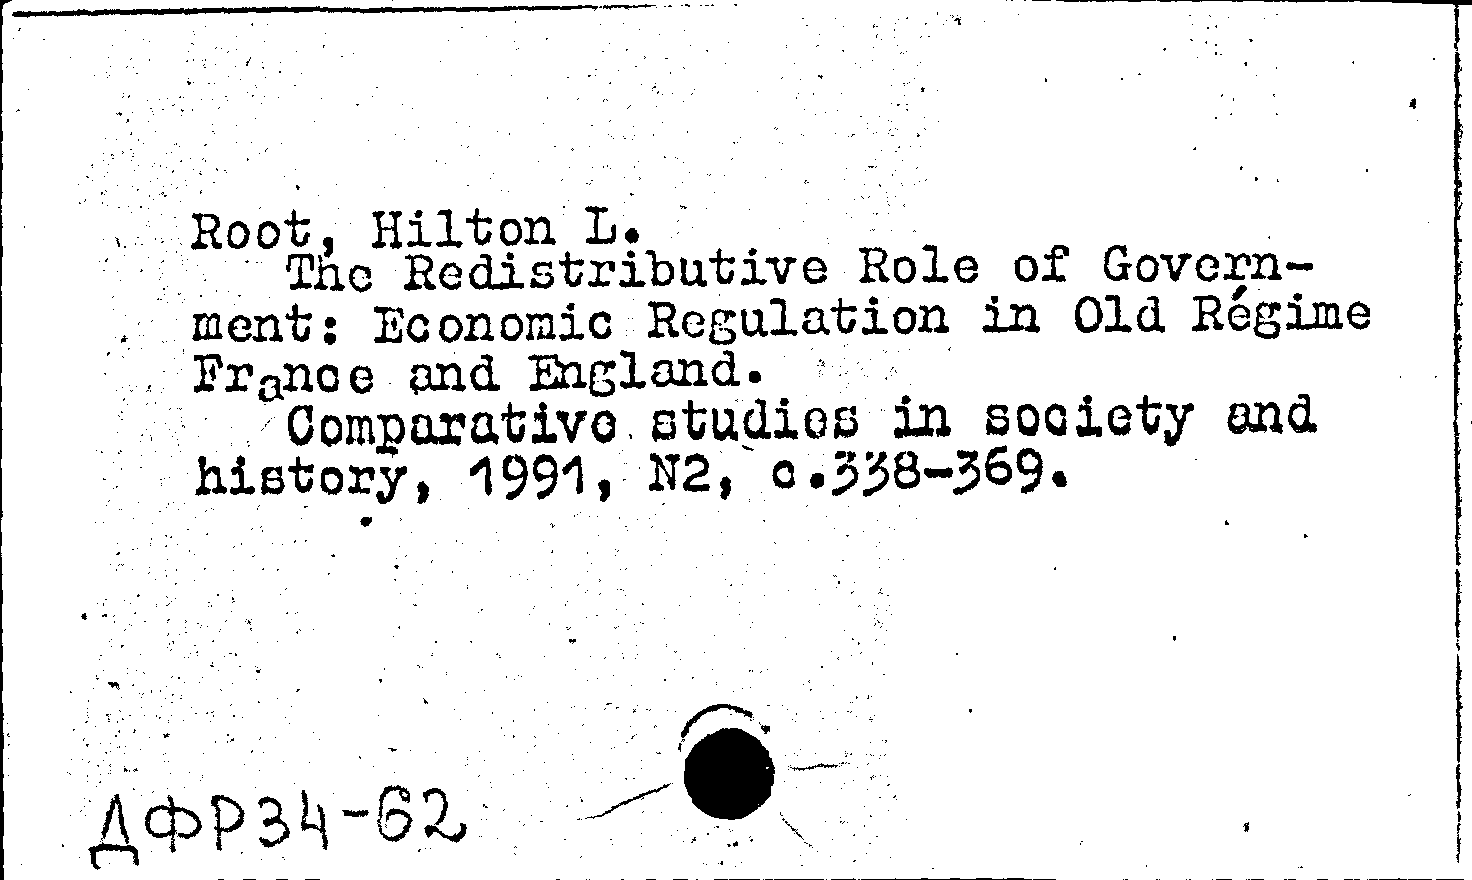 Root, Hilton L.
The Redistributive Role of Govern-
ment: Economic Regulation in Old Régime
France and England.
Comparative studies in society and
history, 1991, N2, с.338-369.
ДФР34-62